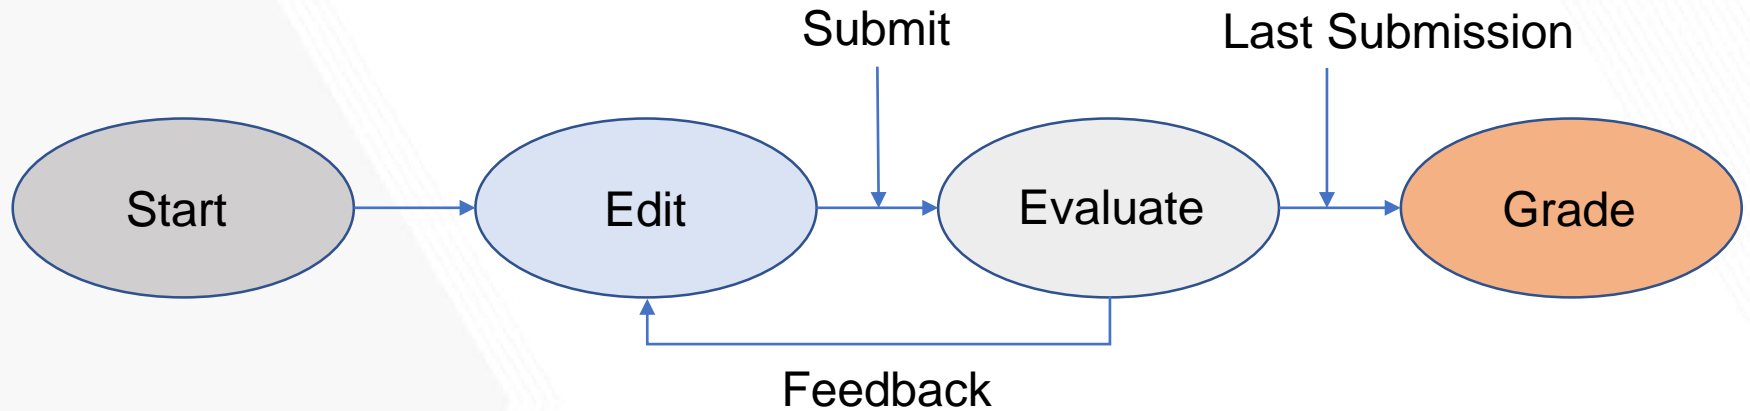 Submit
Last Submission
Start
Edit
Evaluate
Grade
Feedback